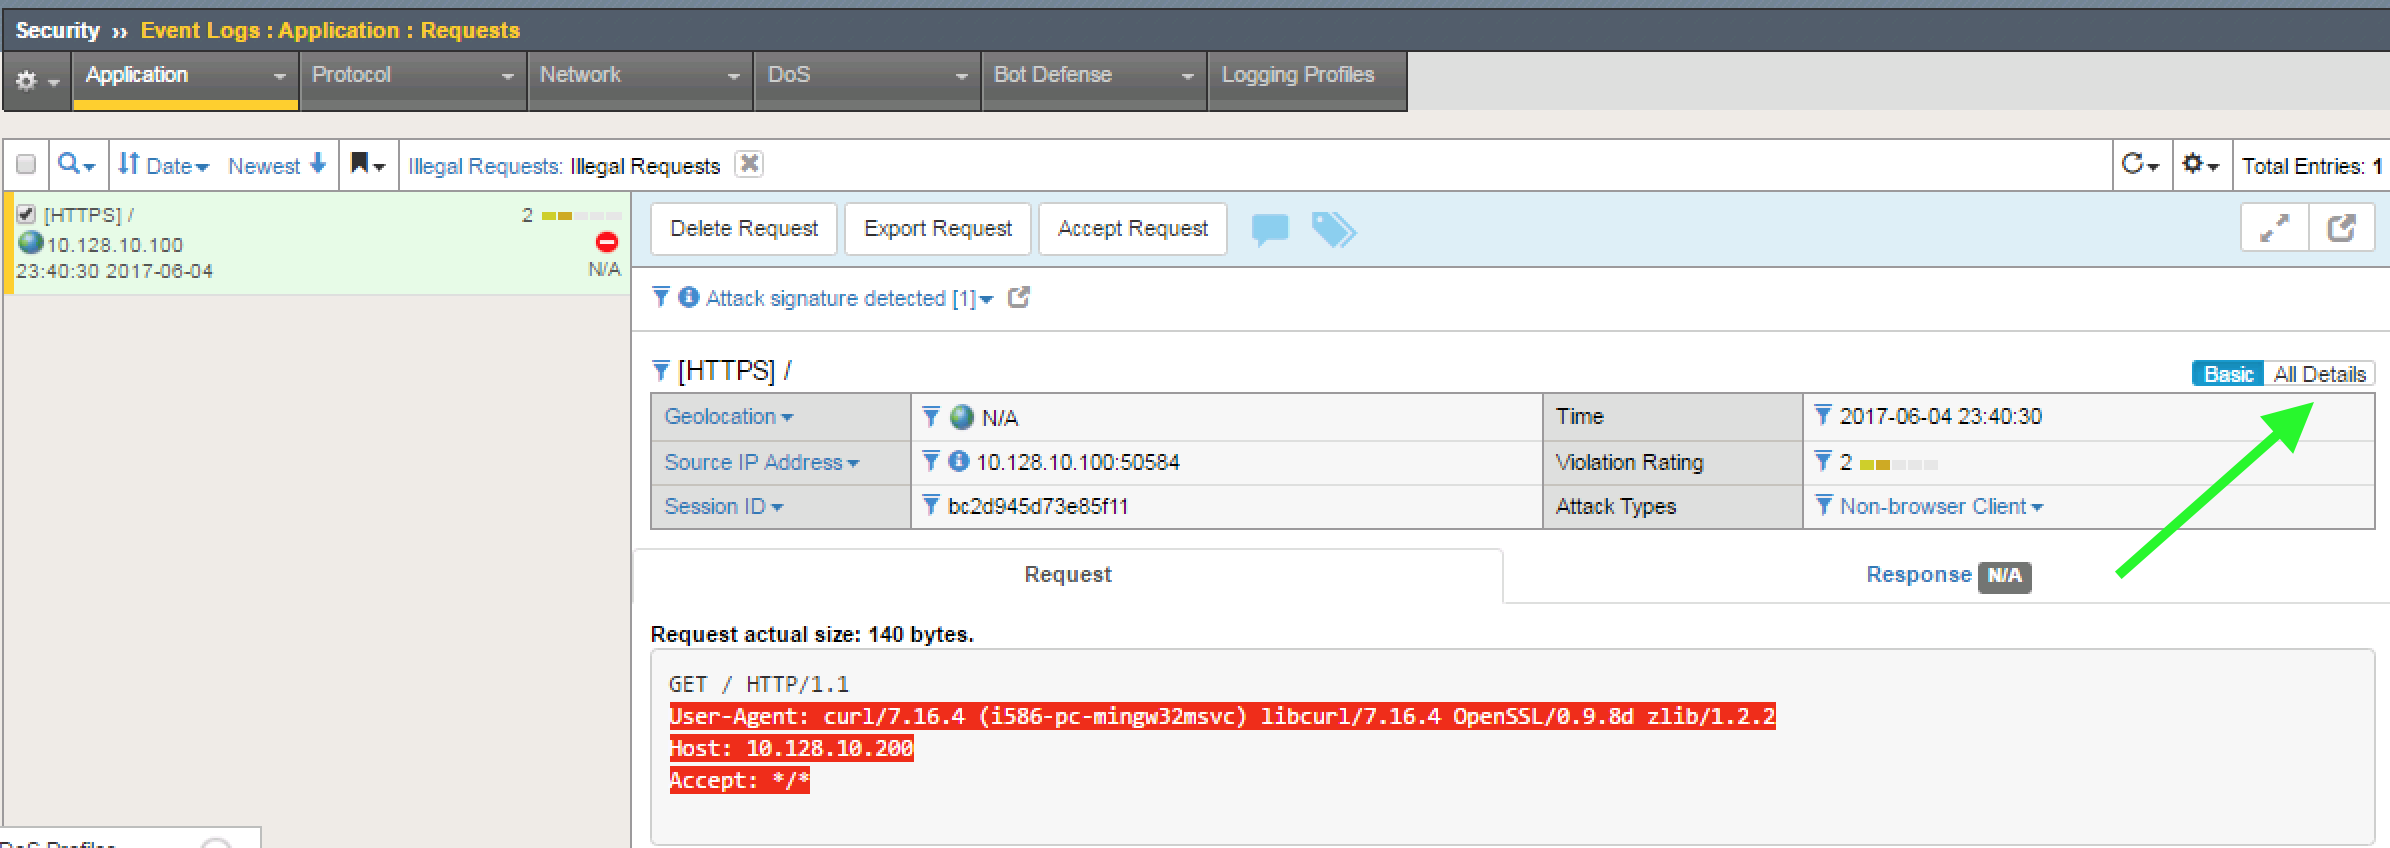 Security ›› Event Logs : Application : Requests
Application Protocol Network DoS Bot Defense Logging Profiles
Date Newest Illegal Requests: Illegal Requests Total Entries: 1
[HTTPS] / 2
10.128.10.100
23:40:30 2017-06-04 N/A
Delete Request Export Request Accept Request
Attack signature detected [1]
[HTTPS] / Basic All Details
Geolocation N/A Time 2017-06-04 23:40:30
Source IP Address 10.128.10.100:50584 Violation Rating 2
Session ID bc2d945d73e85f11 Attack Types Non-browser Client
Request Response N/A
Request actual size: 140 bytes.
GET / HTTP/1.1
User-Agent: curl/7.16.4 (i586-pc-mingw32msvc) libcurl/7.16.4 OpenSSL/0.9.8d zlib/1.2.2
Host: 10.128.10.200
Accept: */*
DoS Profiles